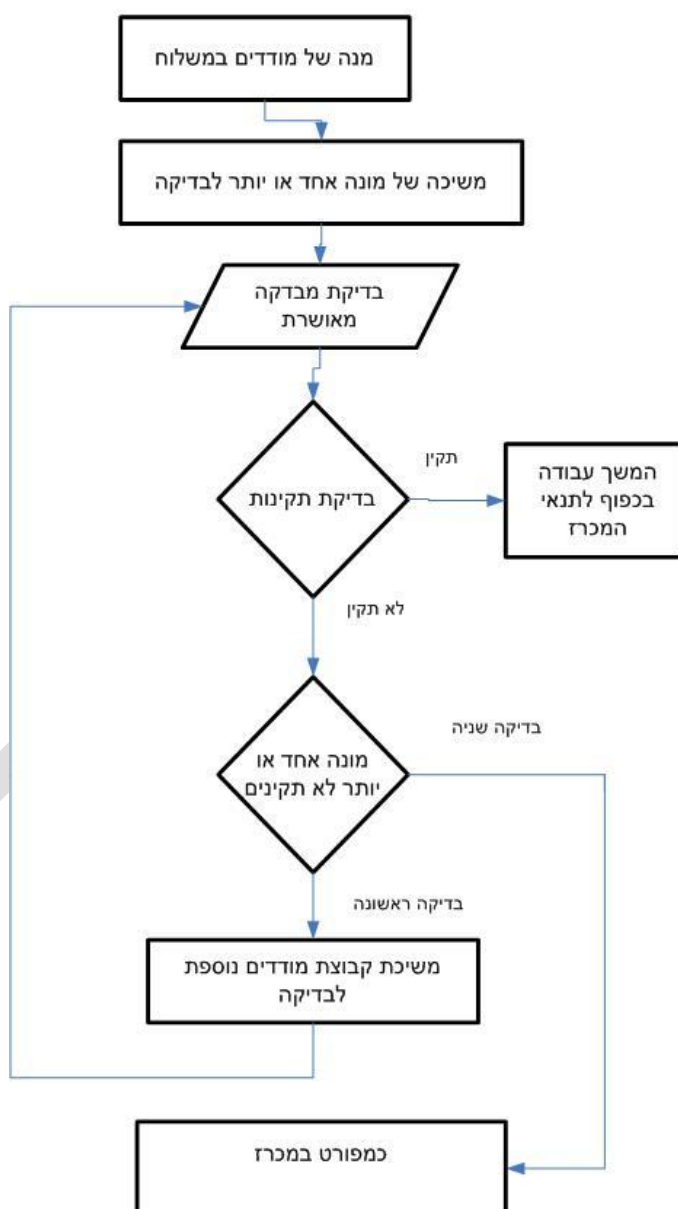 מנה של מודדים במשלוח
משיכה של מונה אחד או יותר לבדיקה
בדיקת מבדקה
מאושרת
בדיקת תקינות
תקין
המשך עבודה
בכפוף לתנאי
המכרז
לא תקין
מונה אחד או
יותר לא תקינים
בדיקה שניה
בדיקה ראשונה
משיכת קבוצת מודדים נוספת
לבדיקה
כמפורט במכרז